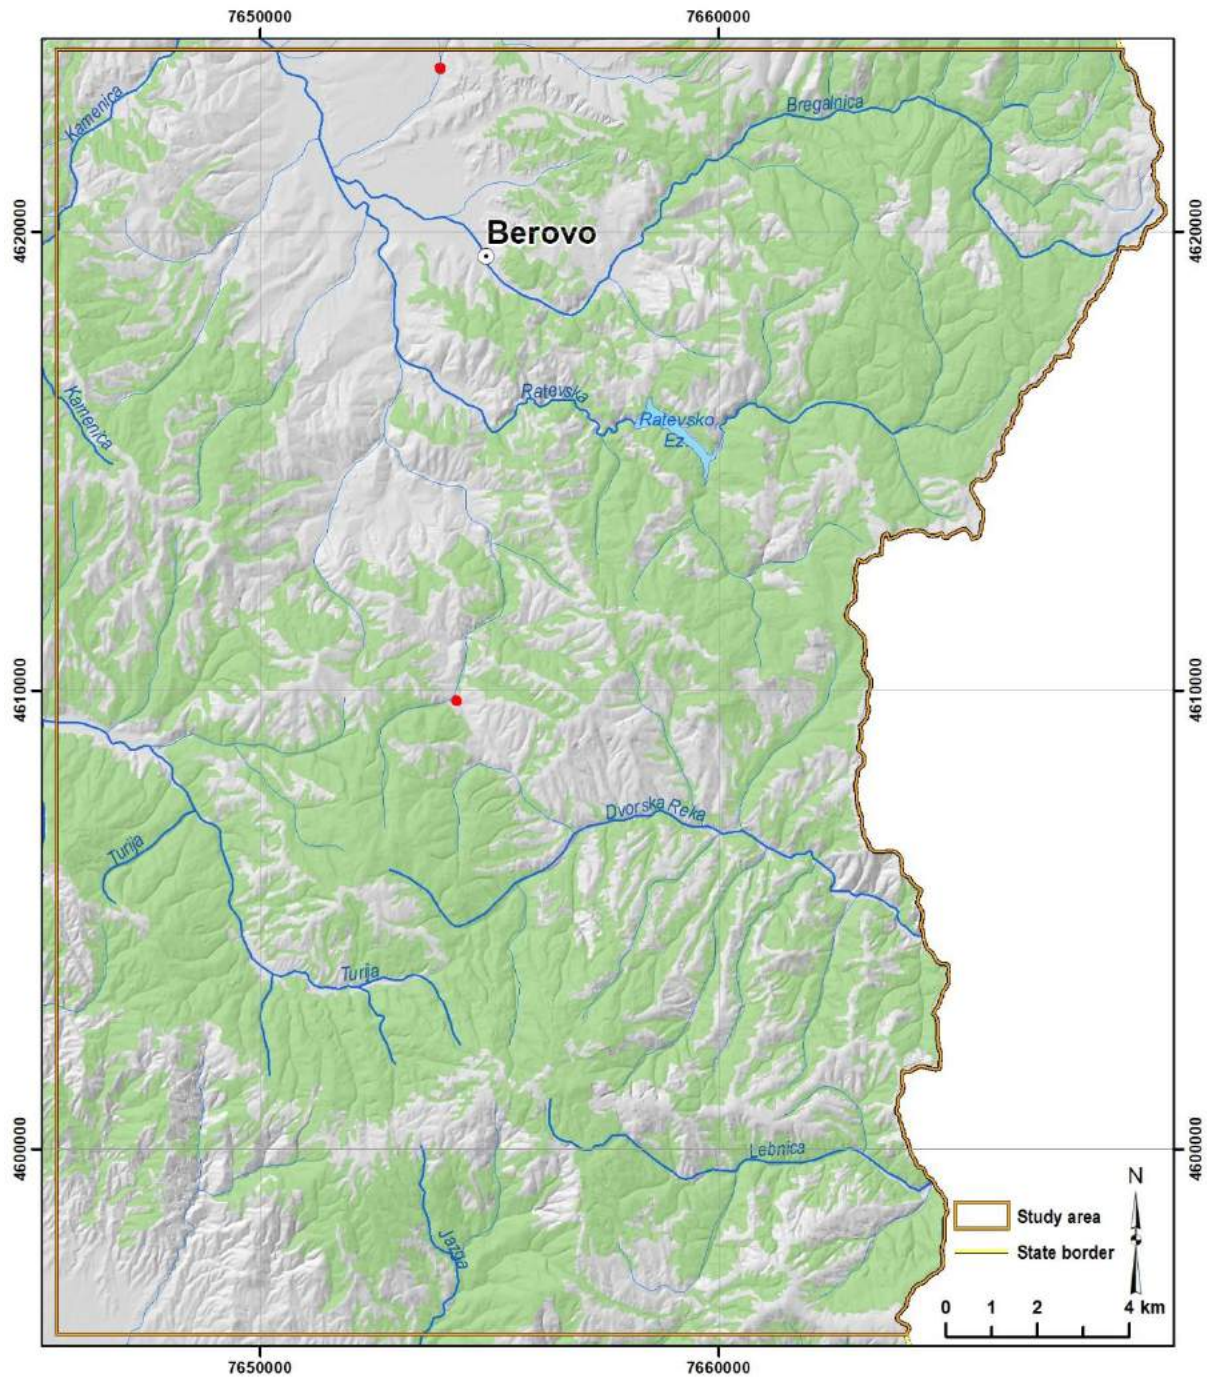 7650000
7660000
Kamenica
Bregalnica
4620000
4620000
Berovo
Kamenica
Ratevska
Ratevsko
Ez.
4610000
4610000
Dvorska Reka
Turija
Turija
4600000
4600000
Lebnica
N
Jazga
Study area
State border
0 1 2 4 km
7650000
7660000